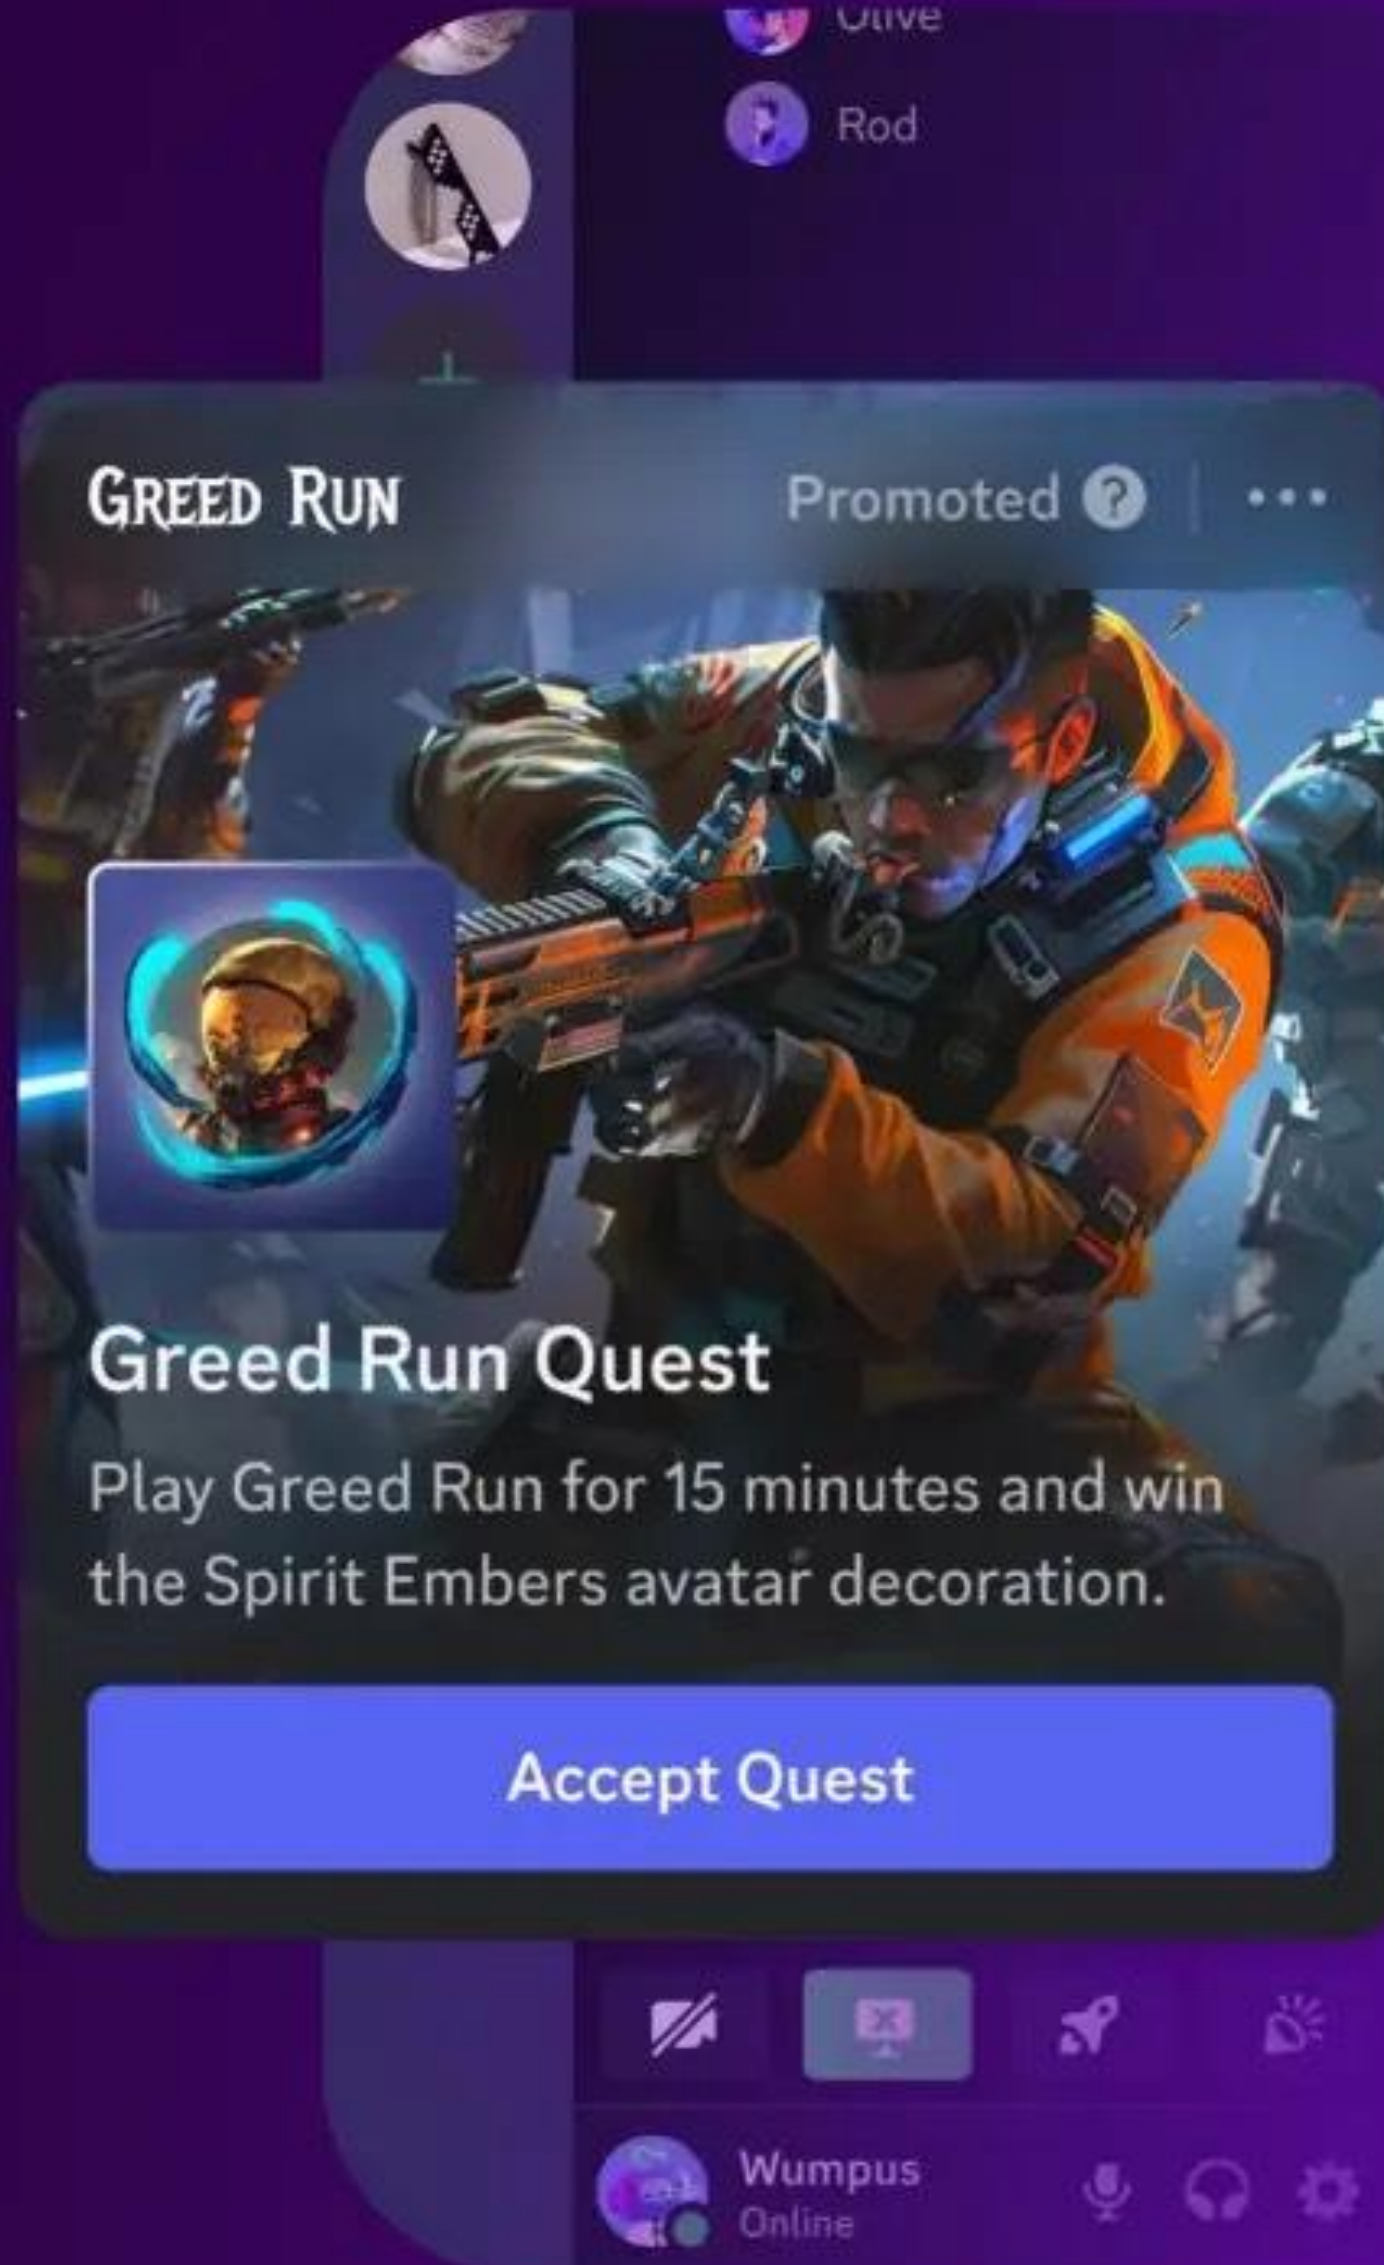 Olive
Rod
GREED RUN
Promoted ?
Greed Run Quest
Play Greed Run for 15 minutes and win
the Spirit Embers avatar decoration.
Accept Quest
Wumpus
Online